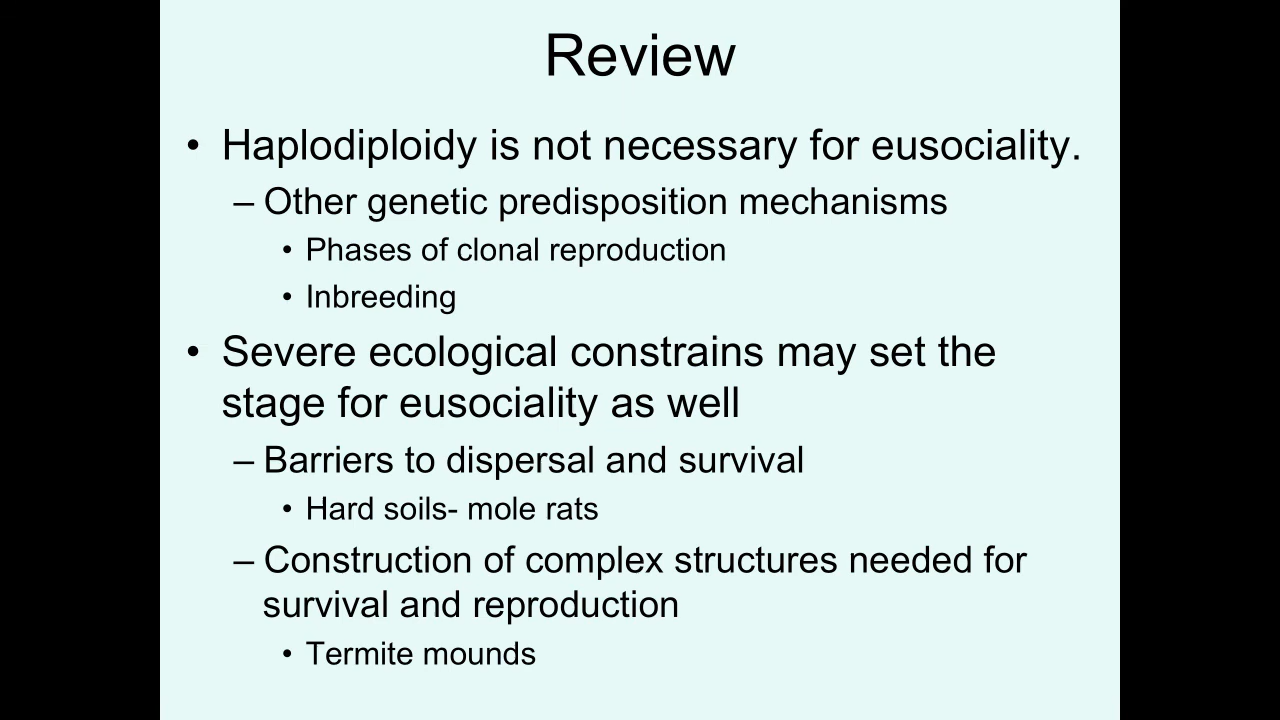 Review
• Haplodiploidy is not necessary for eusociality.
– Other genetic predisposition mechanisms
• Phases of clonal reproduction
• Inbreeding
• Severe ecological constrains may set the
stage for eusociality as well
– Barriers to dispersal and survival
• Hard soils- mole rats
– Construction of complex structures needed for
survival and reproduction
• Termite mounds